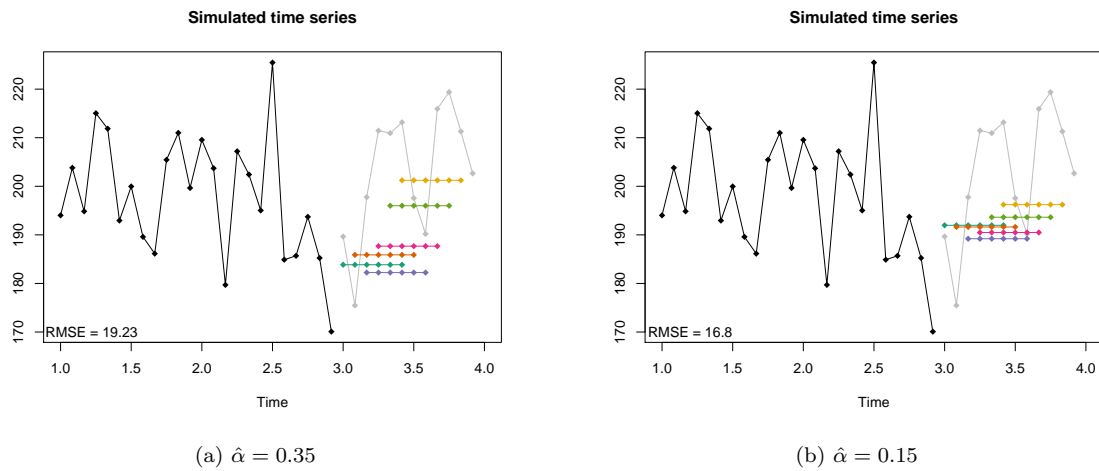 Simulated time series
220
210
200
190
180
170
RMSE = 19.23
1.0 1.5 2.0 2.5 3.0 3.5 4.0
Time
(a) α̂ = 0.35
Simulated time series
220
210
200
190
180
170
RMSE = 16.8
1.0 1.5 2.0 2.5 3.0 3.5 4.0
Time
(b) α̂ = 0.15